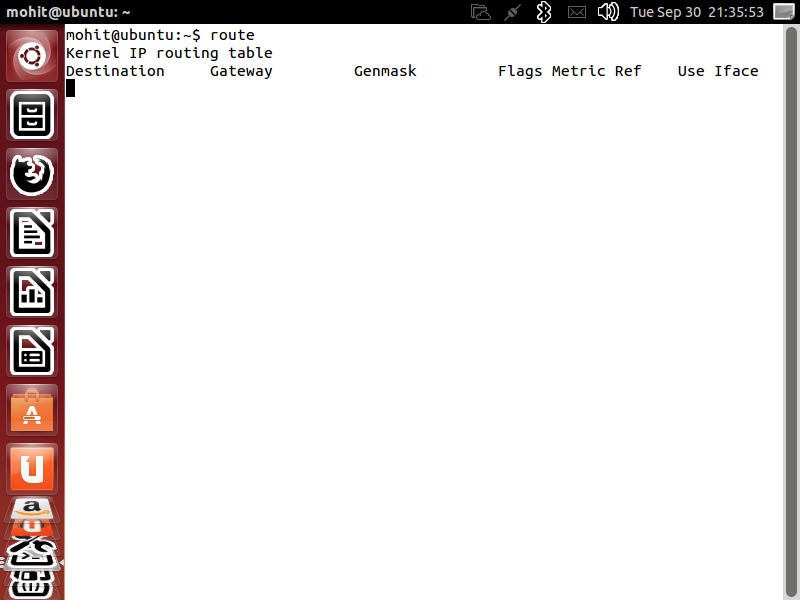 mohit@ubuntu: ~
Tue Sep 30 21:35:53
mohit@ubuntu:~$ route
Kernel IP routing table
Destination     Gateway         Genmask         Flags Metric Ref    Use Iface